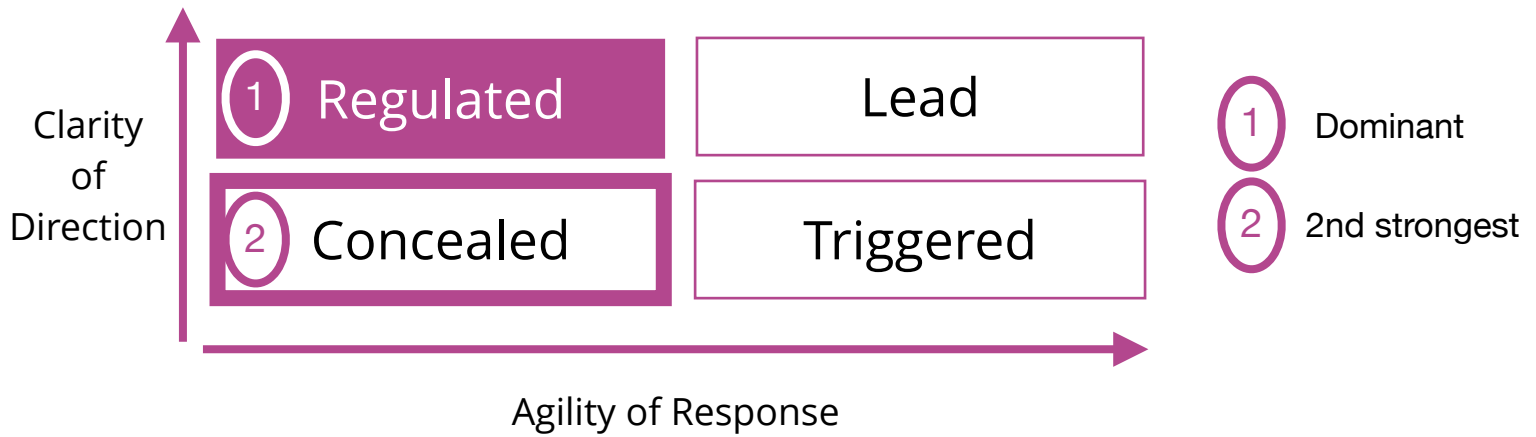 Clarity
of
Direction
1 Regulated
Lead
2 Concealed
Triggered
Agility of Response
1 Dominant
2 2nd strongest